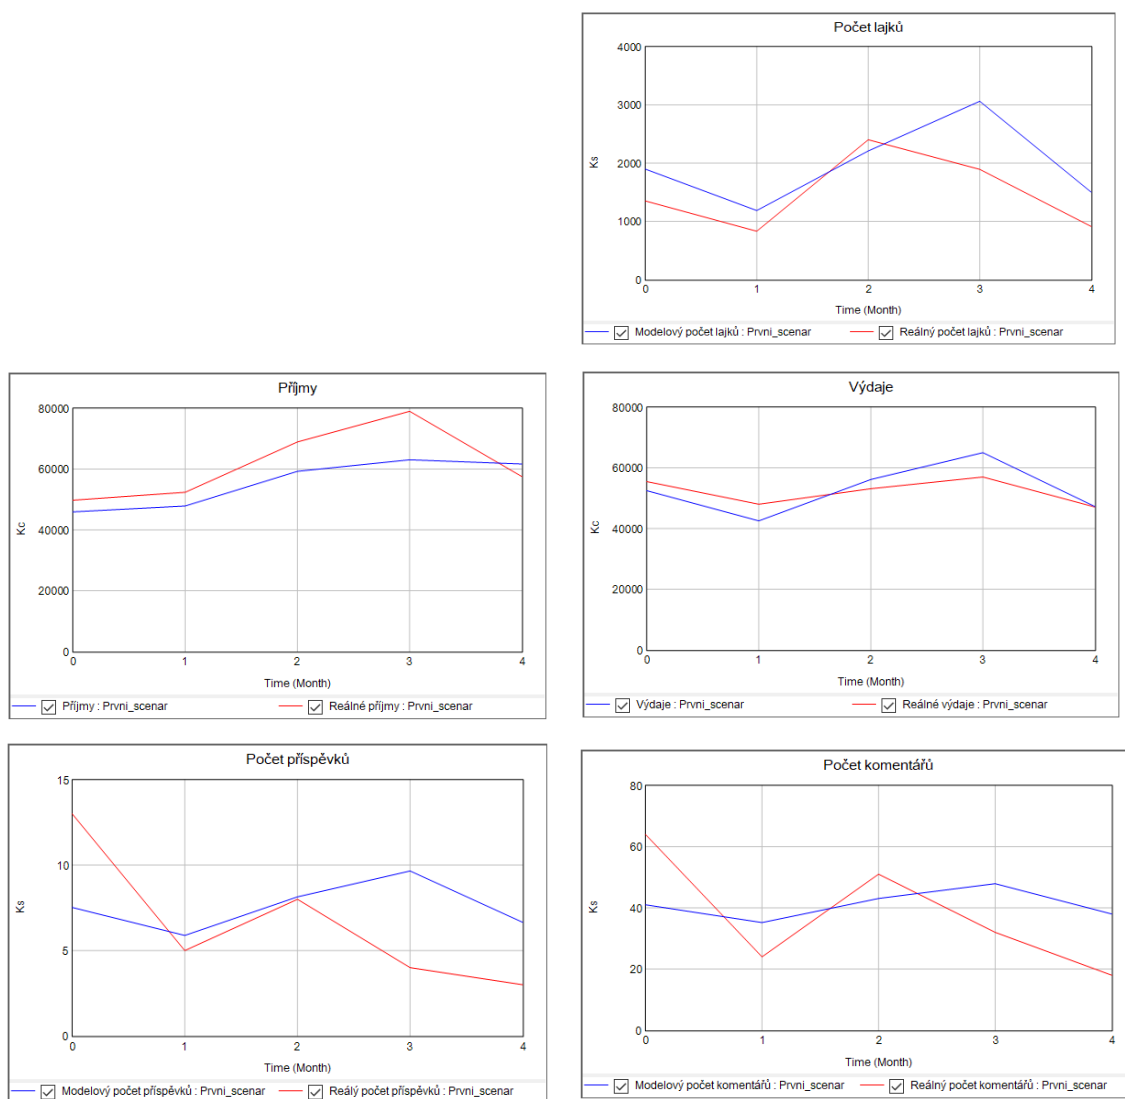 Počet lajků
4000
3000
2000
1000
0
Ks
0 1 2 3 4
Time (Month)
Modelový počet lajků : Prvni_scenar Reálný počet lajků : Prvni_scenar
Příjmy
80000
60000
40000
20000
0
Kc
0 1 2 3 4
Time (Month)
Příjmy : Prvni_scenar Reálné příjmy : Prvni_scenar
Výdaje
80000
60000
40000
20000
0
Kc
0 1 2 3 4
Time (Month)
Výdaje : Prvni_scenar Reálné výdaje : Prvni_scenar
Počet příspěvků
15
10
5
0
Ks
0 1 2 3 4
Time (Month)
Modelový počet příspěvků : Prvni_scenar Reálý počet příspěvků : Prvni_scenar
Počet komentářů
80
60
40
20
0
Ks
0 1 2 3 4
Time (Month)
Modelový počet komentářů : Prvni_scenar Reálný počet komentářů : Prvni_scenar